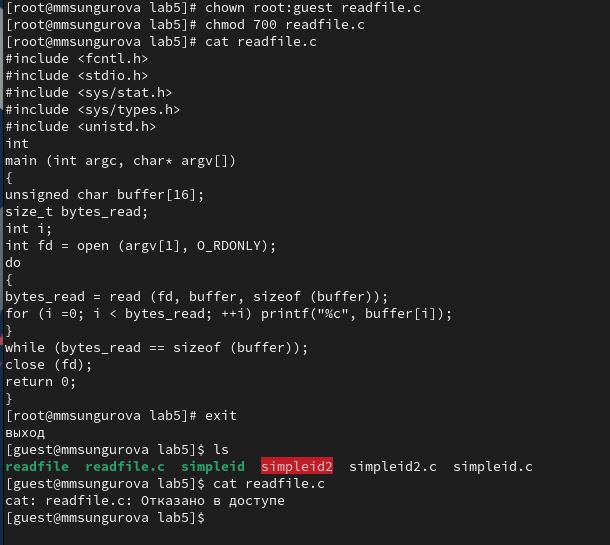 [root@mmsungurova lab5]# chown root:guest readfile.c
[root@mmsungurova lab5]# chmod 700 readfile.c
[root@mmsungurova lab5]# cat readfile.c
#include <fcntl.h>
#include <stdio.h>
#include <sys/stat.h>
#include <sys/types.h>
#include <unistd.h>
int
main (int argc, char* argv[])
{
unsigned char buffer[16];
size_t bytes_read;
int i;
int fd = open (argv[1], O_RDONLY);
do
{
bytes_read = read (fd, buffer, sizeof (buffer));
for (i =0; i < bytes_read; ++i) printf("%c", buffer[i]);
}
while (bytes_read == sizeof (buffer));
close (fd);
return 0;
}
[root@mmsungurova lab5]# exit
выход
[guest@mmsungurova lab5]$ ls
readfile  readfile.c  simpleid  simpleid2  simpleid2.c  simpleid.c
[guest@mmsungurova lab5]$ cat readfile.c
cat: readfile.c: Отказано в доступе
[guest@mmsungurova lab5]$